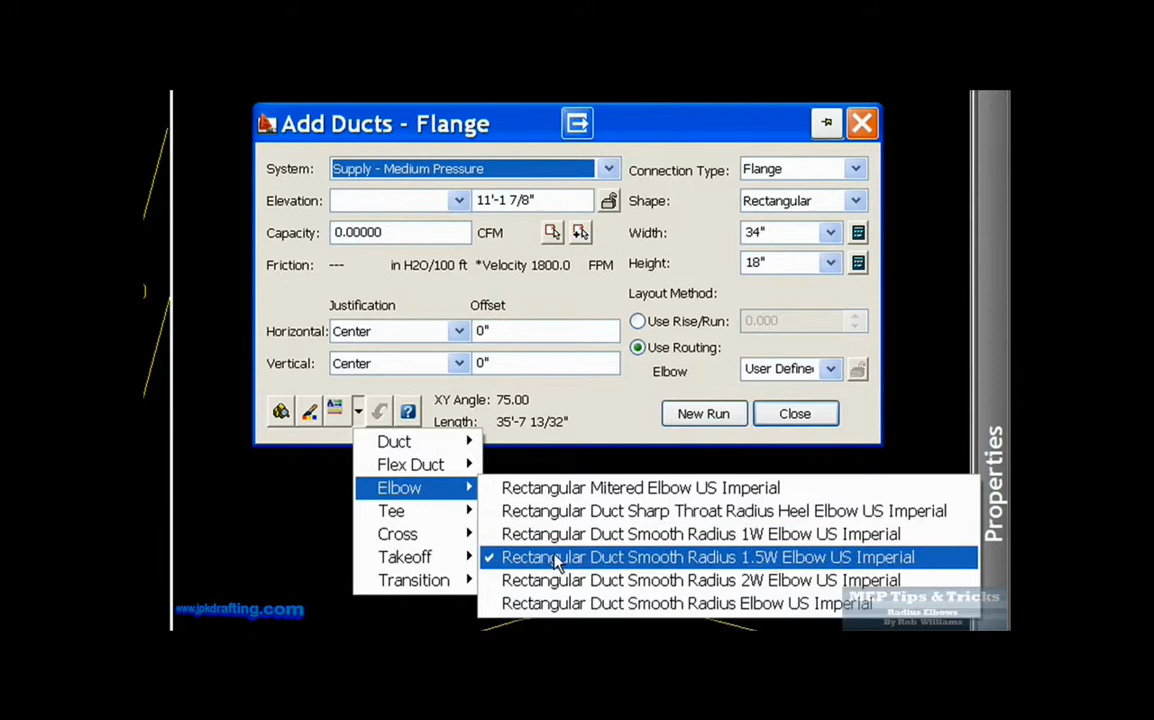 Add Ducts - Flange
System: Supply - Medium Pressure
Connection Type: Flange
Elevation: 11'-1 7/8"
Shape: Rectangular
Capacity: 0.00000 CFM
Width: 34"
Friction: --- in H2O/100 ft *Velocity 1800.0 FPM
Height: 18"
Layout Method:
Justification Offset
Use Rise/Run: 0.000
Horizontal: Center 0"
Use Routing:
Vertical: Center 0"
Elbow User Define
XY Angle: 75.00
Length: 35'-7 13/32"
New Run Close
Duct
Flex Duct
Elbow
Tee
Cross
Takeoff
Transition
Rectangular Mitered Elbow US Imperial
Rectangular Duct Sharp Throat Radius Heel Elbow US Imperial
Rectangular Duct Smooth Radius 1W Elbow US Imperial
Rectangular Duct Smooth Radius 1.5W Elbow US Imperial
Rectangular Duct Smooth Radius 2W Elbow US Imperial
Rectangular Duct Smooth Radius Elbow US Imperial
Properties
www.jpkdrafting.com
MEP Tips & Tricks
Radius Elbows
By Rob Williams